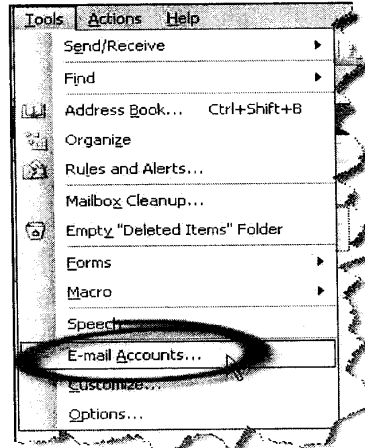 Tools Actions Help
Send/Receive
Find
Address Book... Ctrl+Shift+B
Organize
Rules and Alerts...
Mailbox Cleanup...
Empty "Deleted Items" Folder
Forms
Macro
Speech
E-mail Accounts...
Customize...
Options...